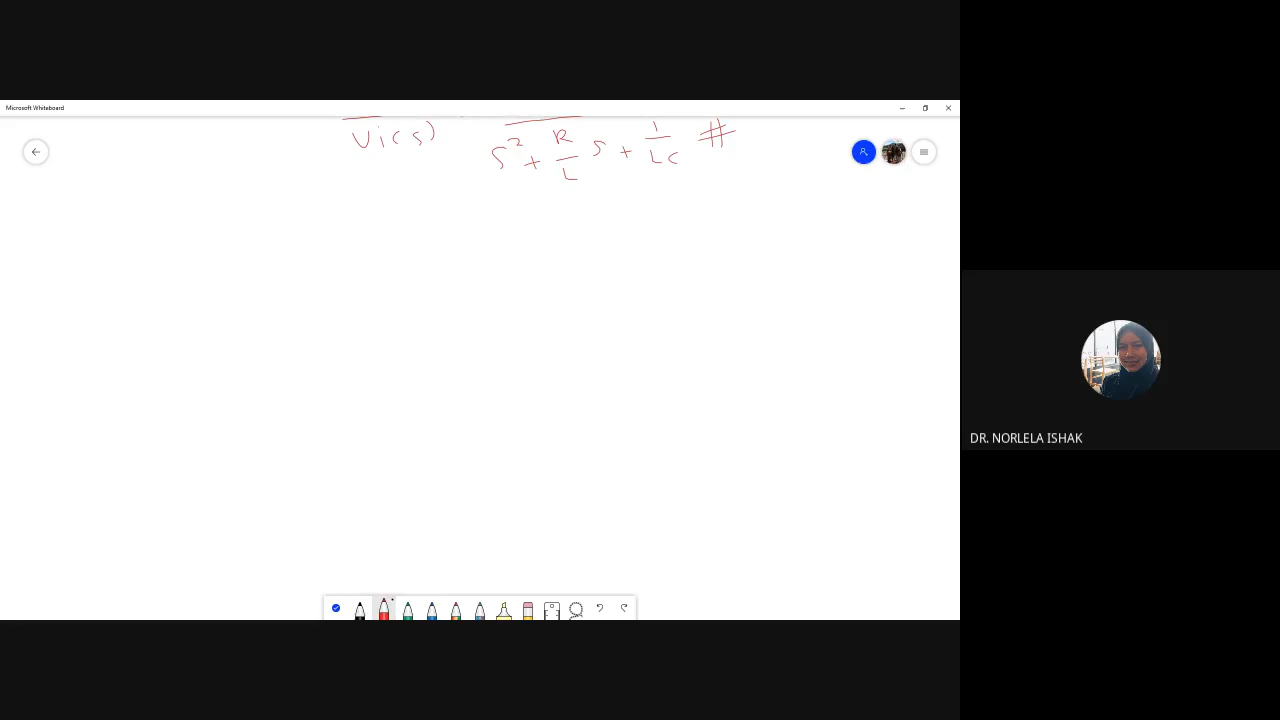 Microsoft Whiteboard
Vi(s)
s² + R/L s + 1/LC #
DR. NORLELA ISHAK